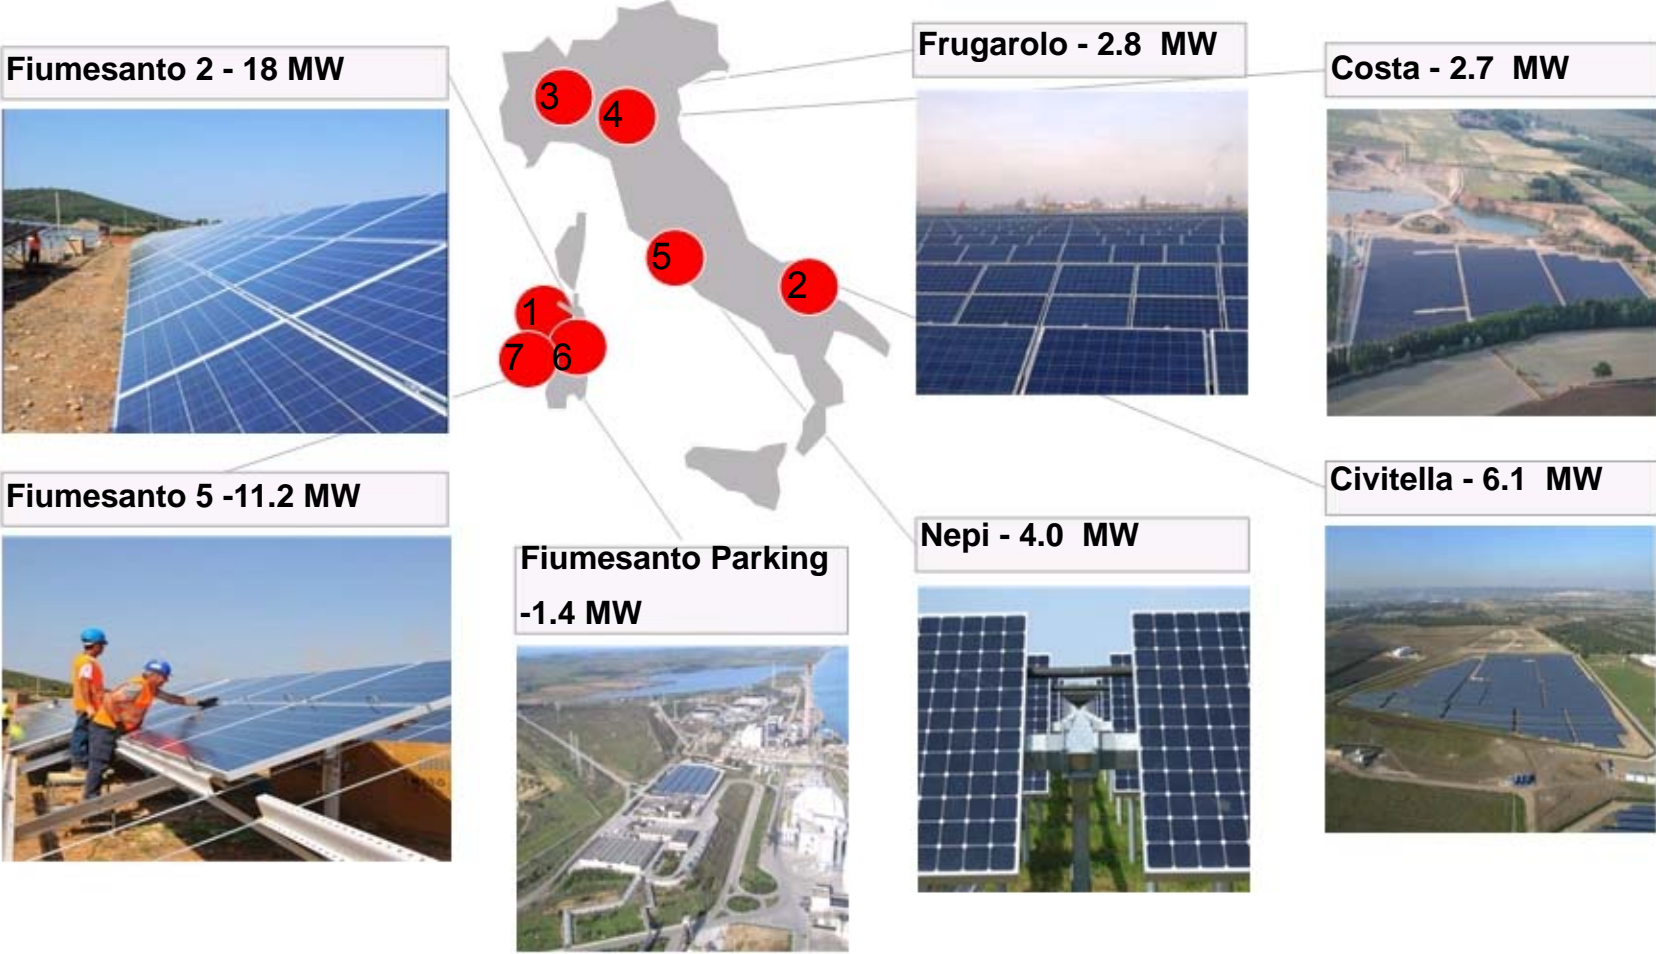 Fiumesanto 2 - 18 MW
Frugarolo - 2.8 MW
Costa - 2.7 MW
3
4
5
2
1
7
6
Fiumesanto 5 -11.2 MW
Fiumesanto Parking
-1.4 MW
Nepi - 4.0 MW
Civitella - 6.1 MW